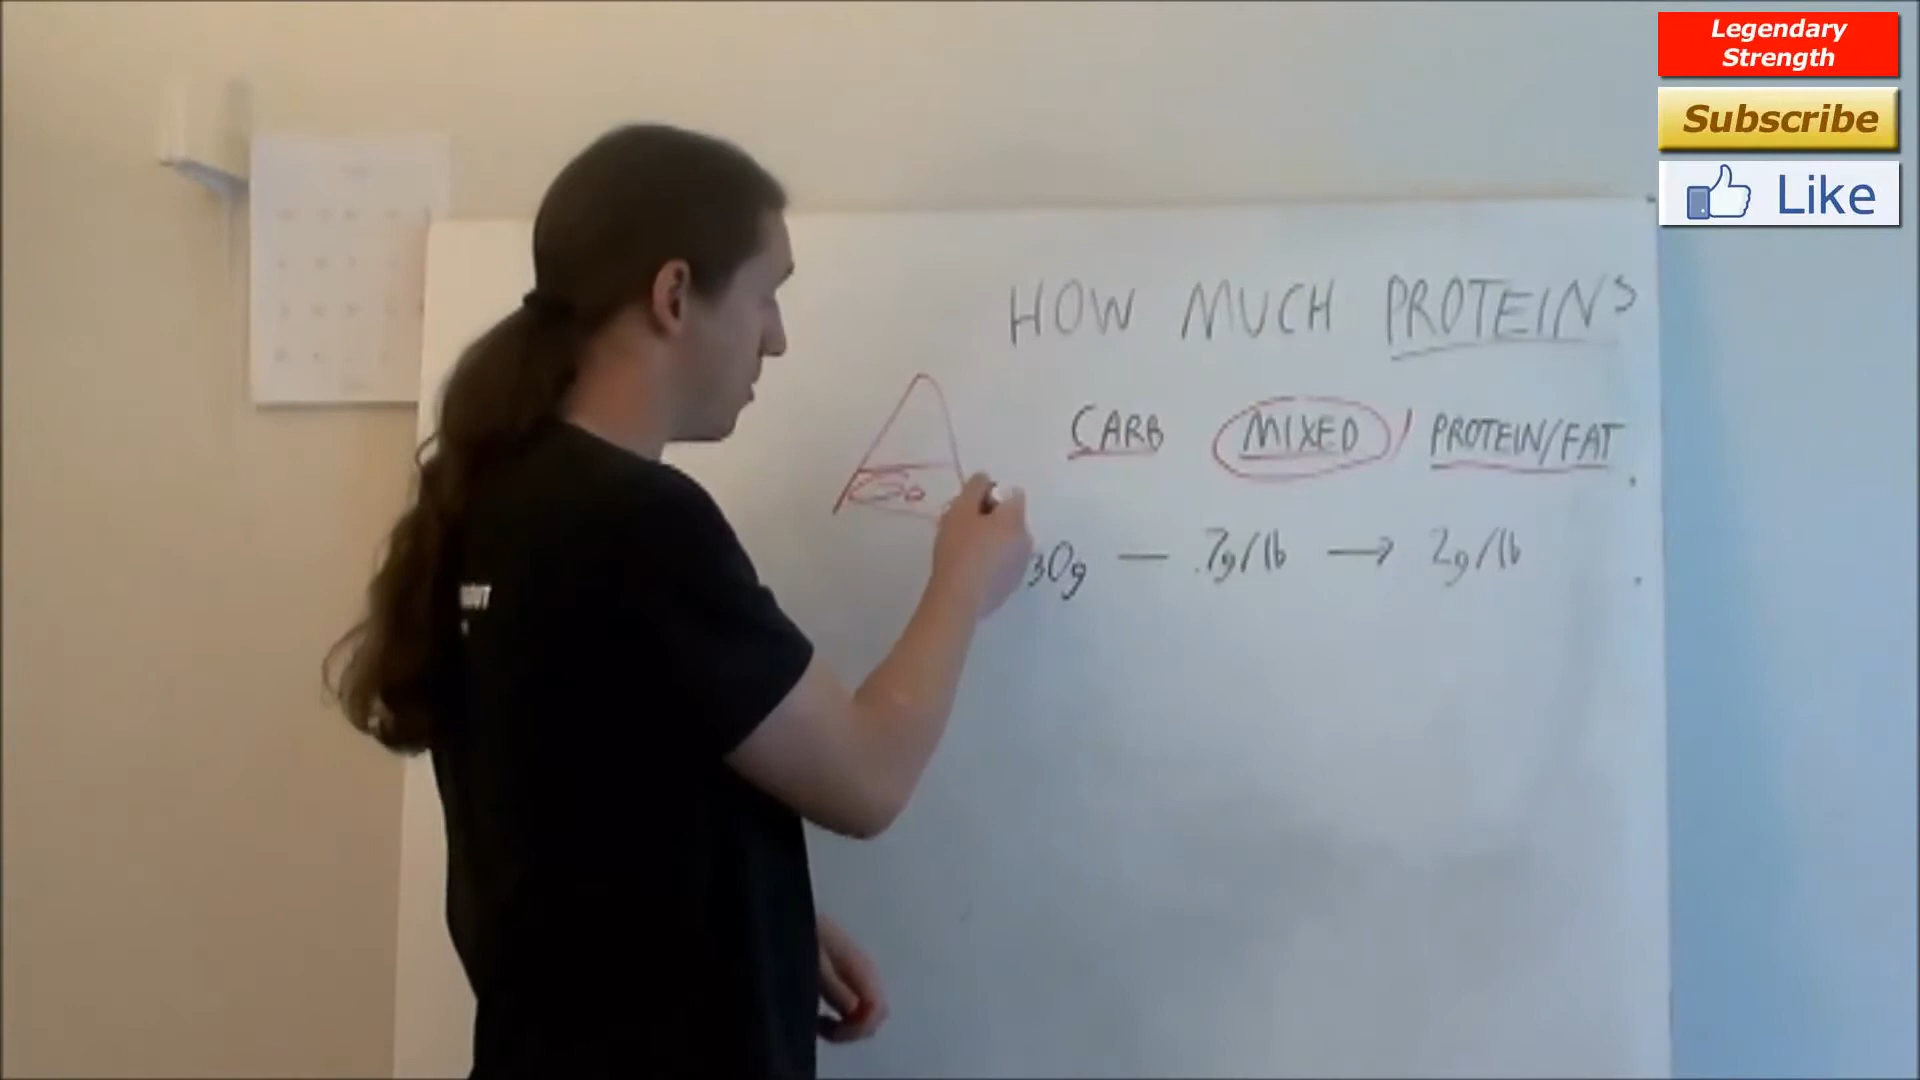 Legendary
Strength
Subscribe
Like
HOW MUCH PROTEIN?
CARB MIXED / PROTEIN/FAT
30g — .7g/lb → 2g/lb